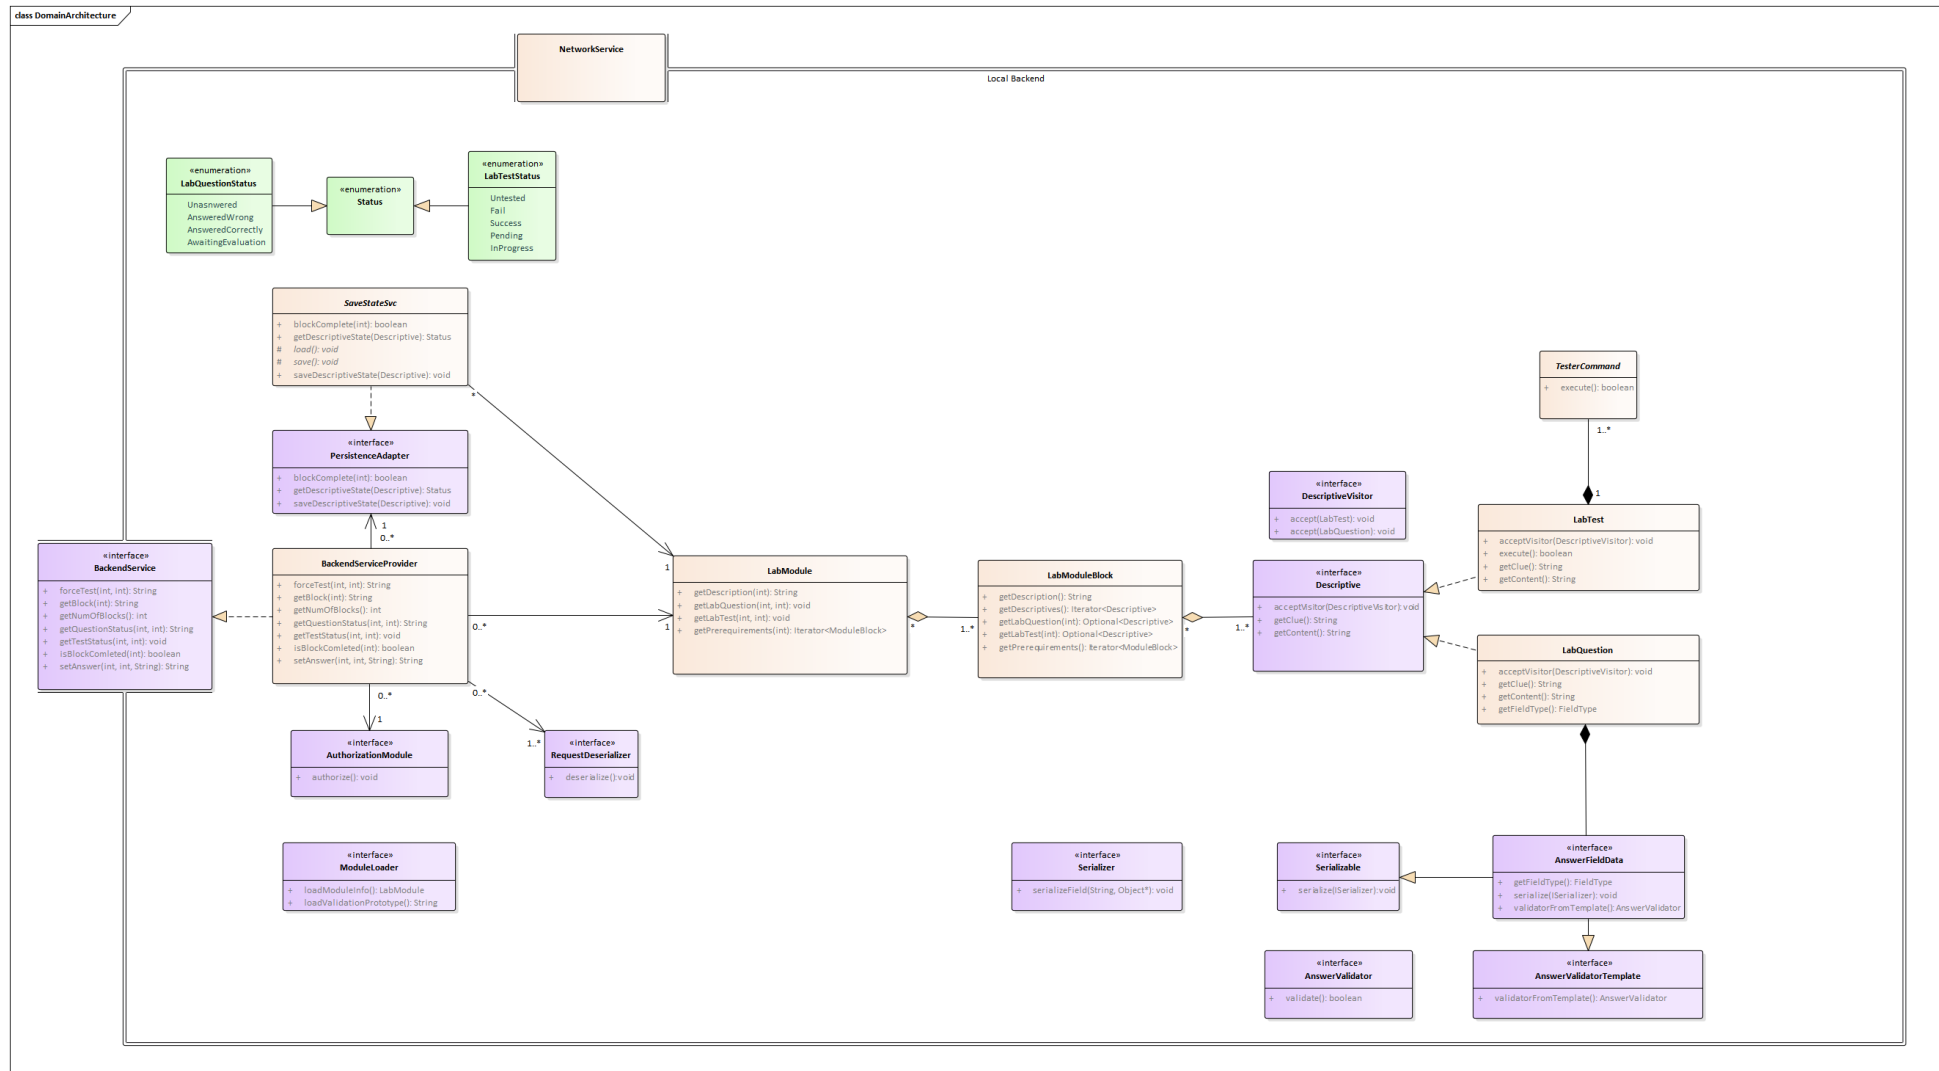 class DomainArchitecture
NetworkService
Local Backend
«enumeration»
LabQuestionStatus
Unasnwered
AnsweredWrong
AnsweredCorrectly
AwaitingEvaluation
«enumeration»
Status
«enumeration»
LabTestStatus
Untested
Fail
Success
Pending
InProgress
SaveStateSvc
+ blockComplete(int): boolean
+ getDescriptiveState(Descriptive): Status
# load(): void
# save(): void
+ saveDescriptiveState(Descriptive): void
*
1
«interface»
PersistenceAdapter
+ blockComplete(int): boolean
+ getDescriptiveState(Descriptive): Status
+ saveDescriptiveState(Descriptive): void
1
0..*
«interface»
BackendService
+ forceTest(int, int): String
+ getBlock(int): String
+ getNumOfBlocks(): int
+ getQuestionStatus(int, int): String
+ getTestStatus(int, int): void
+ isBlockComleted(int): boolean
+ setAnswer(int, int, String): String
BackendServiceProvider
+ forceTest(int, int): String
+ getBlock(int): String
+ getNumOfBlocks(): int
+ getQuestionStatus(int, int): String
+ getTestStatus(int, int): void
+ isBlockComleted(int): boolean
+ setAnswer(int, int, String): String
0..*
1
0..*
1
0..*
1..*
«interface»
AuthorizationModule
+ authorize(): void
«interface»
RequestDeserializer
+ deserialize():void
«interface»
ModuleLoader
+ loadModuleInfo(): LabModule
+ loadValidationPrototype(): String
LabModule
+ getDescription(int): String
+ getLabQuestion(int, int): void
+ getLabTest(int, int): void
+ getPrerequirements(int): Iterator<ModuleBlock>
*
1..*
LabModuleBlock
+ getDescription(): String
+ getDescriptives(): Iterator<Descriptive>
+ getLabQuestion(int): Optional<Descriptive>
+ getLabTest(int): Optional<Descriptive>
+ getPrerequirements(): Iterator<ModuleBlock>
*
1..*
«interface»
DescriptiveVisitor
+ accept(LabTest): void
+ accept(LabQuestion): void
«interface»
Descriptive
+ acceptVisitor(DescriptiveVisitor): void
+ getClue(): String
+ getContent(): String
TesterCommand
+ execute(): boolean
1..*
1
LabTest
+ acceptVisitor(DescriptiveVisitor): void
+ execute(): boolean
+ getClue(): String
+ getContent(): String
LabQuestion
+ acceptVisitor(DescriptiveVisitor): void
+ getClue(): String
+ getContent(): String
+ getFieldType(): FieldType
«interface»
Serializer
+ serializeField(String, Object*): void
«interface»
Serializable
+ serialize(ISerializer):void
«interface»
AnswerFieldData
+ getFieldType(): FieldType
+ serialize(ISerializer): void
+ validatorFromTemplate():AnswerValidator
«interface»
AnswerValidator
+ validate(): boolean
«interface»
AnswerValidatorTemplate
+ validatorFromTemplate(): AnswerValidator